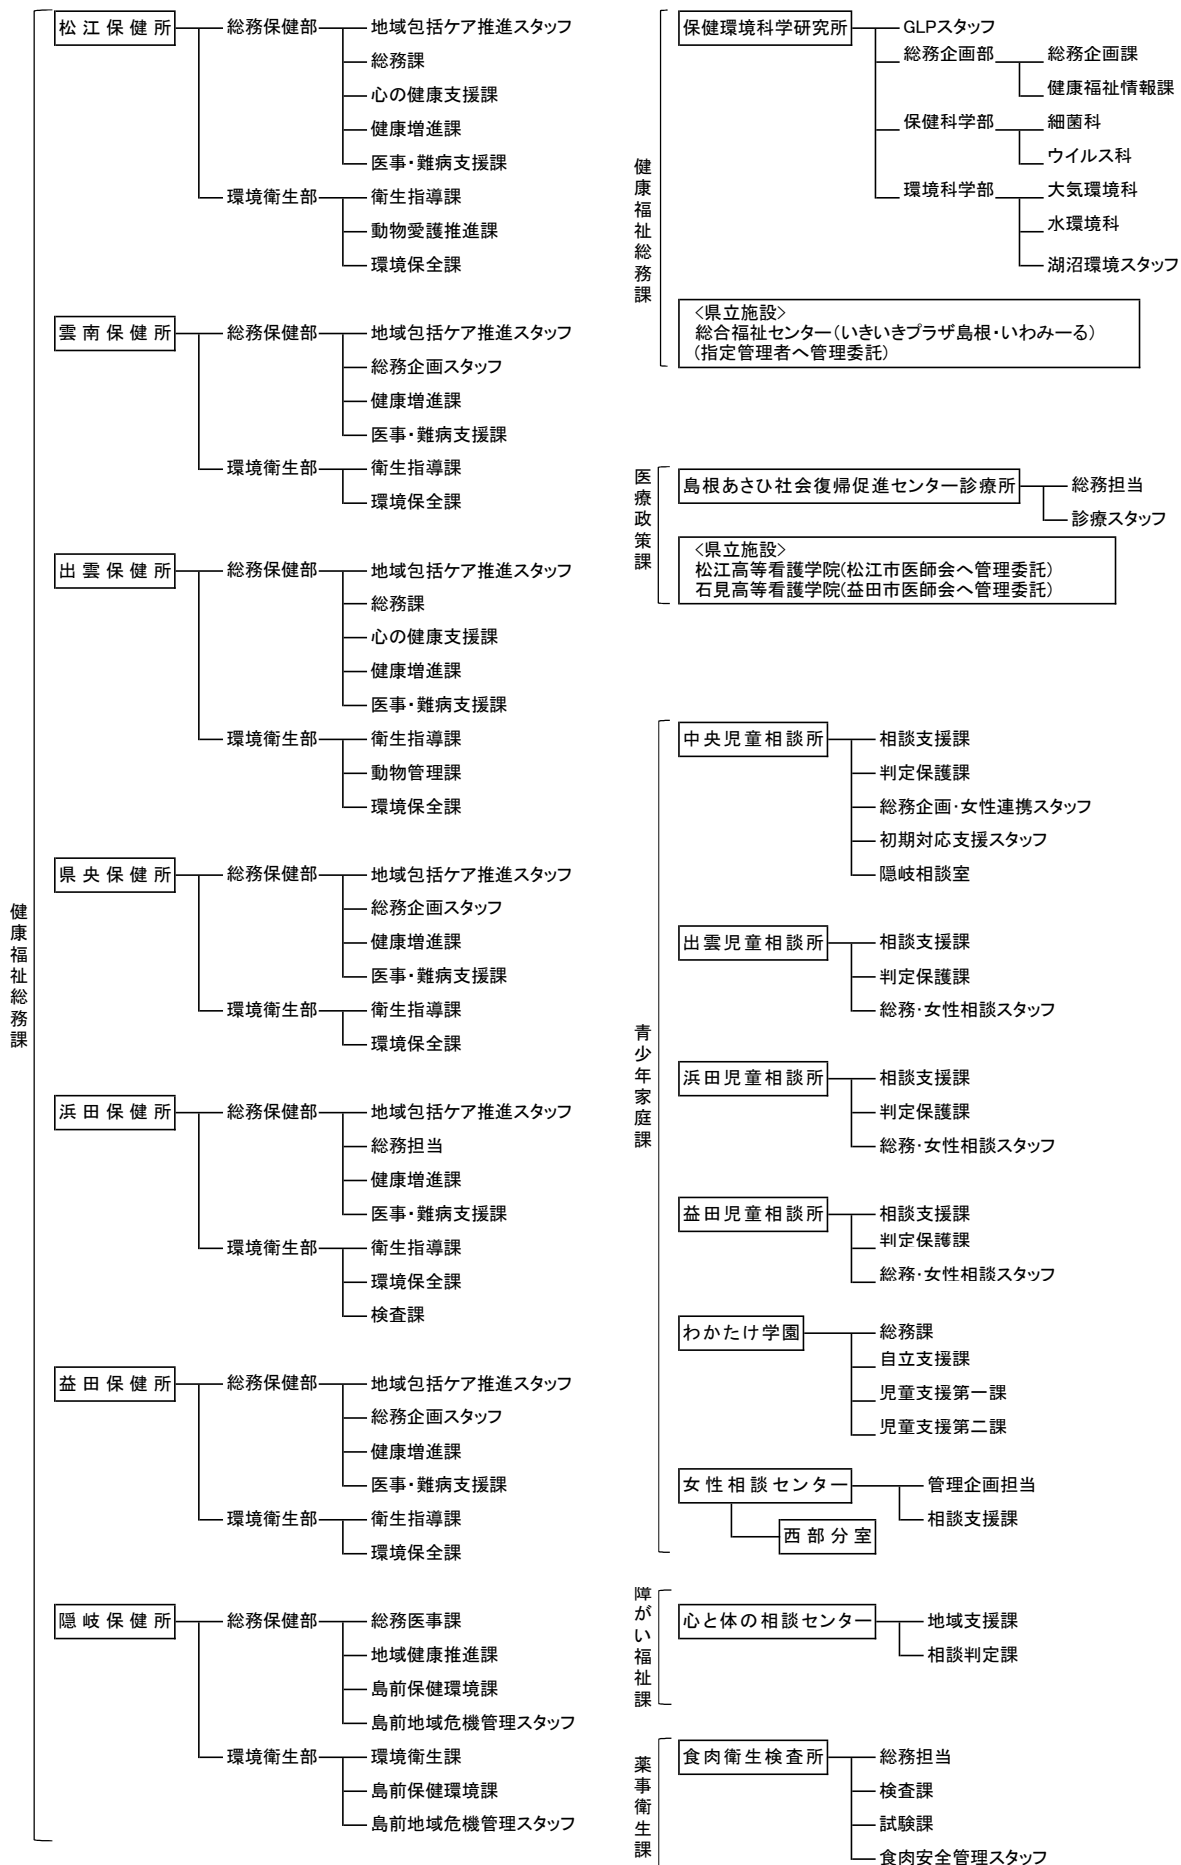 健康福祉総務課
松江保健所
総務保健部
地域包括ケア推進スタッフ
総務課
心の健康支援課
健康増進課
医事・難病支援課
環境衛生部
衛生指導課
動物愛護推進課
環境保全課
雲南保健所
総務保健部
地域包括ケア推進スタッフ
総務企画スタッフ
健康増進課
医事・難病支援課
環境衛生部
衛生指導課
環境保全課
出雲保健所
総務保健部
地域包括ケア推進スタッフ
総務課
心の健康支援課
健康増進課
医事・難病支援課
環境衛生部
衛生指導課
動物管理課
環境保全課
県央保健所
総務保健部
地域包括ケア推進スタッフ
総務企画スタッフ
健康増進課
医事・難病支援課
環境衛生部
衛生指導課
環境保全課
浜田保健所
総務保健部
地域包括ケア推進スタッフ
総務担当
健康増進課
医事・難病支援課
環境衛生部
衛生指導課
環境保全課
検査課
益田保健所
総務保健部
地域包括ケア推進スタッフ
総務企画スタッフ
健康増進課
医事・難病支援課
環境衛生部
衛生指導課
環境保全課
隠岐保健所
総務保健部
総務医事課
地域健康推進課
島前保健環境課
島前地域危機管理スタッフ
環境衛生部
環境衛生課
島前保健環境課
島前地域危機管理スタッフ
健康福祉総務課
保健環境科学研究所
GLPスタッフ
総務企画部
総務企画課
健康福祉情報課
保健科学部
細菌科
ウイルス科
環境科学部
大気環境科
水環境科
湖沼環境スタッフ
<県立施設>
総合福祉センター(いきいきプラザ島根・いわみーる)
(指定管理者へ管理委託)
医療政策課
島根あさひ社会復帰促進センター診療所
総務担当
診療スタッフ
<県立施設>
松江高等看護学院(松江市医師会へ管理委託)
石見高等看護学院(益田市医師会へ管理委託)
青少年家庭課
中央児童相談所
相談支援課
判定保護課
総務企画・女性連携スタッフ
初期対応支援スタッフ
隠岐相談室
出雲児童相談所
相談支援課
判定保護課
総務・女性相談スタッフ
浜田児童相談所
相談支援課
判定保護課
総務・女性相談スタッフ
益田児童相談所
相談支援課
判定保護課
総務・女性相談スタッフ
わかたけ学園
総務課
自立支援課
児童支援第一課
児童支援第二課
女性相談センター
管理企画担当
相談支援課
西部分室
障がい福祉課
心と体の相談センター
地域支援課
相談判定課
薬事衛生課
食肉衛生検査所
総務担当
検査課
試験課
食肉安全管理スタッフ